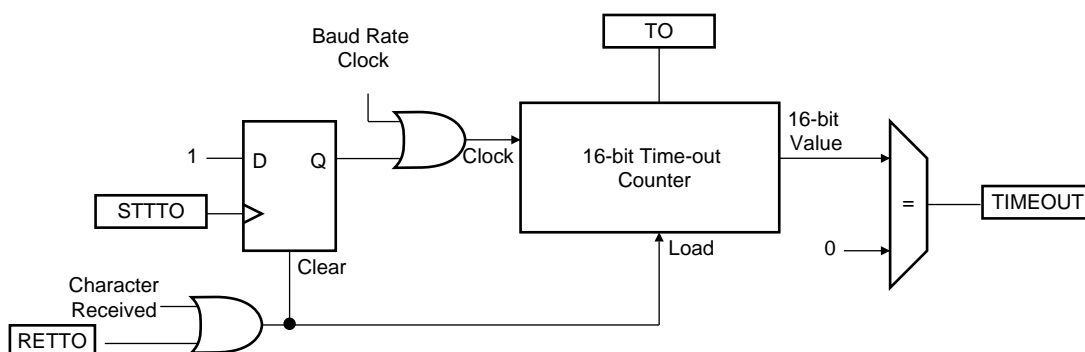 TO
Baud Rate
Clock
16-bit
Value
1
D
Q
Clock
16-bit Time-out
Counter
STTTO
=
TIMEOUT
0
Clear
Load
Character
Received
RETTO